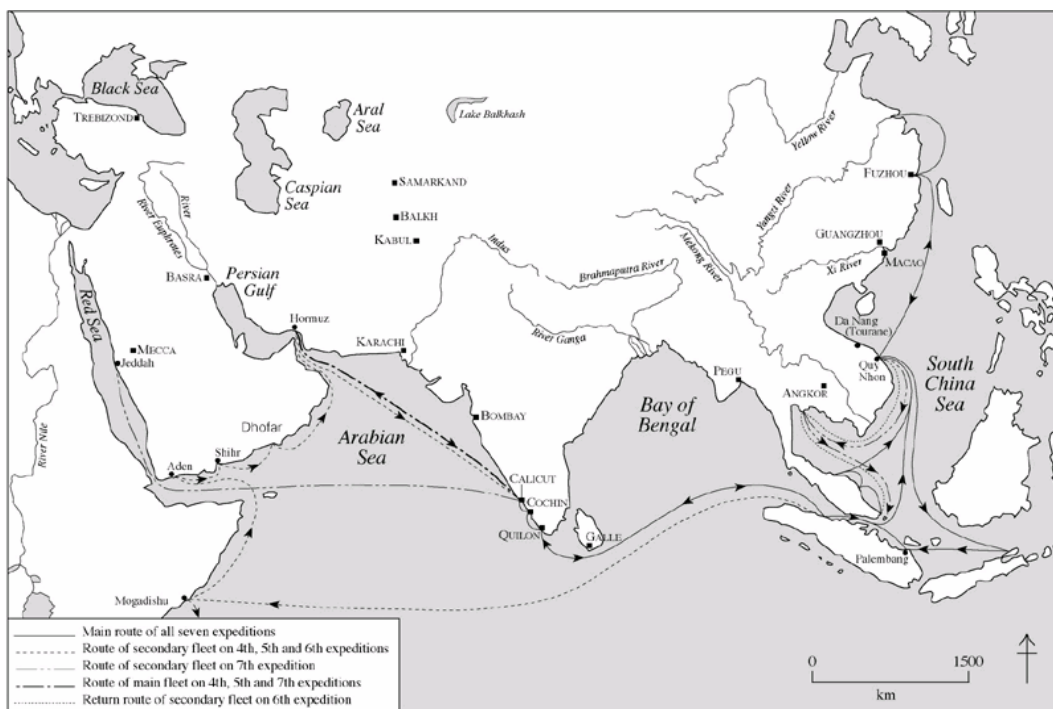 Black Sea
TREBIZOND
Aral
Sea
Lake Balkhash
Caspian
Sea
SAMARKAND
BALKH
KABUL
River
River Euphrates
BASRA
Persian
Gulf
Hormuz
Red Sea
MECCA
Jeddah
River Nile
Aden
Shihr
Dhofar
Mogadishu
Arabian
Sea
KARACHI
Indus
Brahmaputra River
River Ganga
BOMBAY
CALICUT
COCHIN
QUILON
GALLE
Bay of
Bengal
PEGU
ANGKOR
Mekong River
Yangzi River
Yellow River
Xi River
FUZHOU
GUANGZHOU
MACAO
Da Nang
(Tourane)
Quy
Nhon
South
China
Sea
Palembang
Main route of all seven expeditions
Route of secondary fleet on 4th, 5th and 6th expeditions
Route of secondary fleet on 7th expedition
Route of main fleet on 4th, 5th and 7th expeditions
Return route of secondary fleet on 6th expedition
0 1500
km